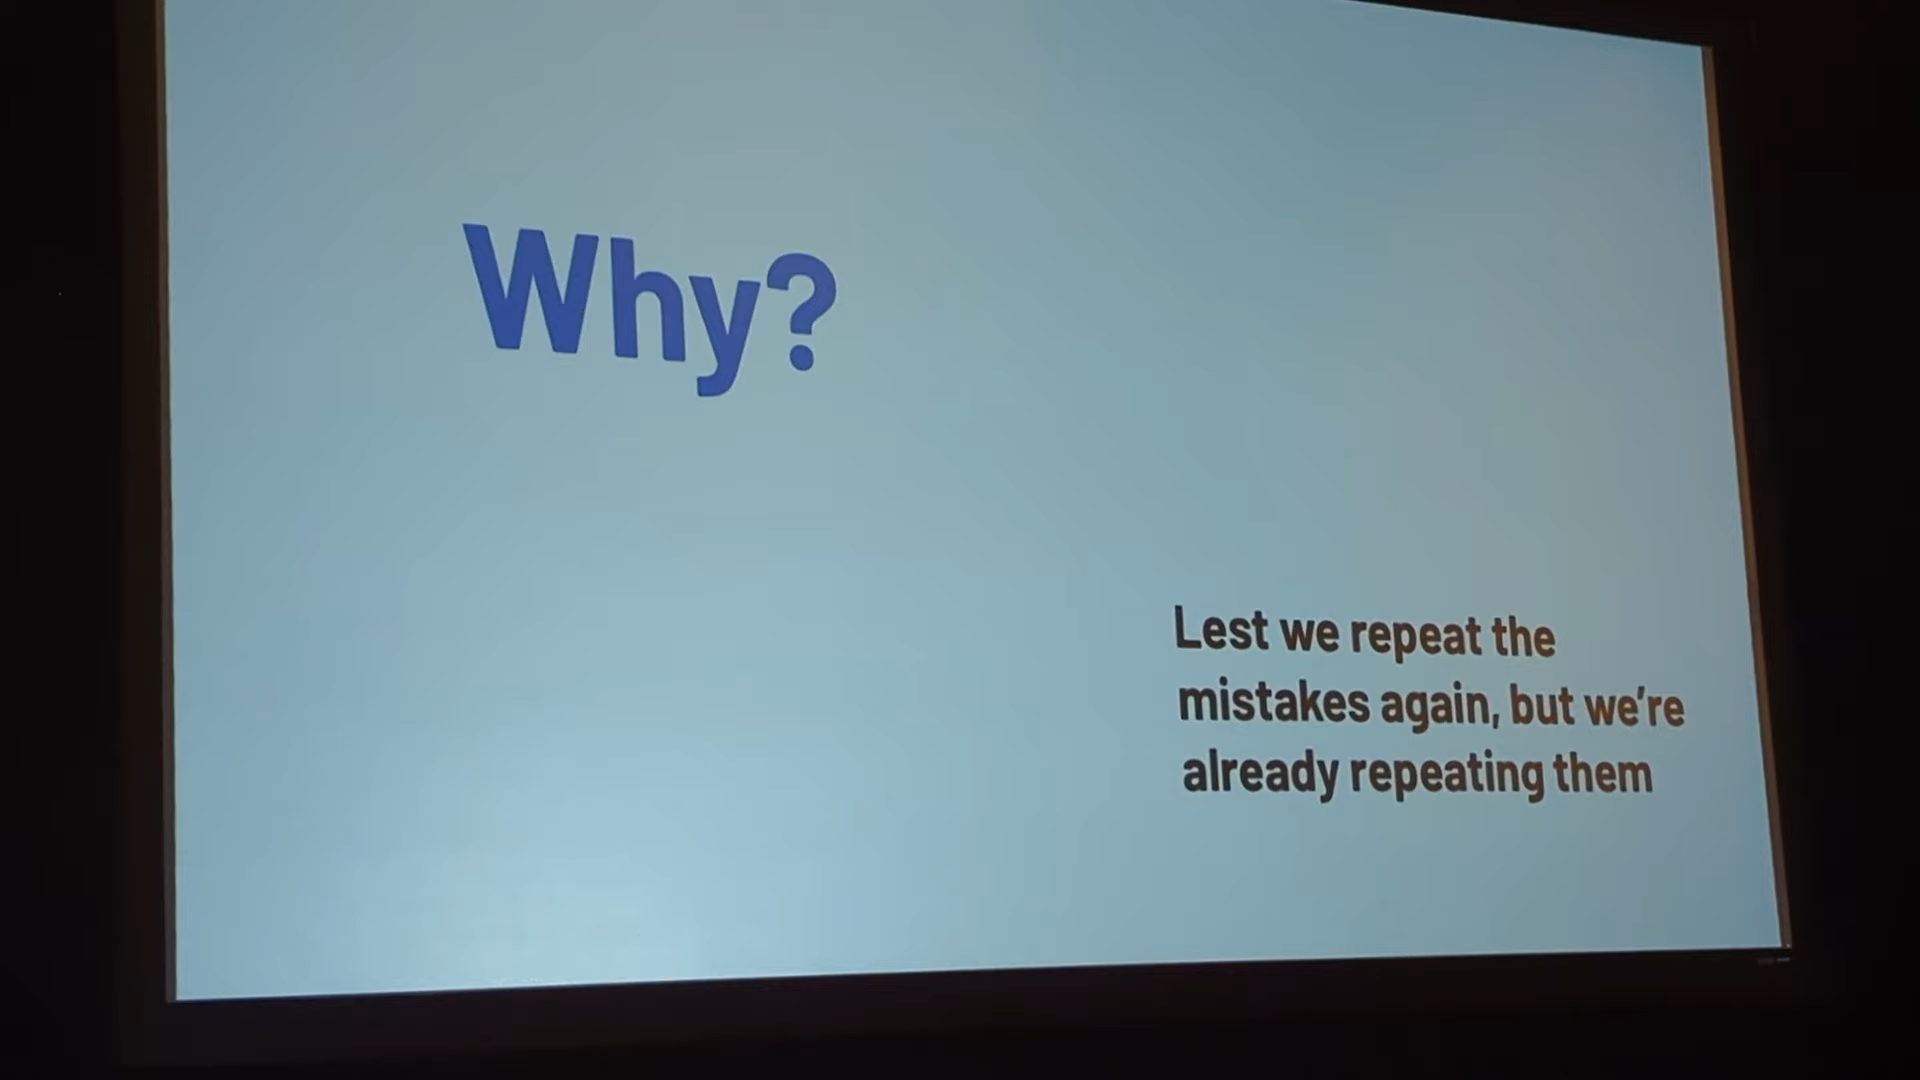 Why?
Lest we repeat the
mistakes again, but we're
already repeating them